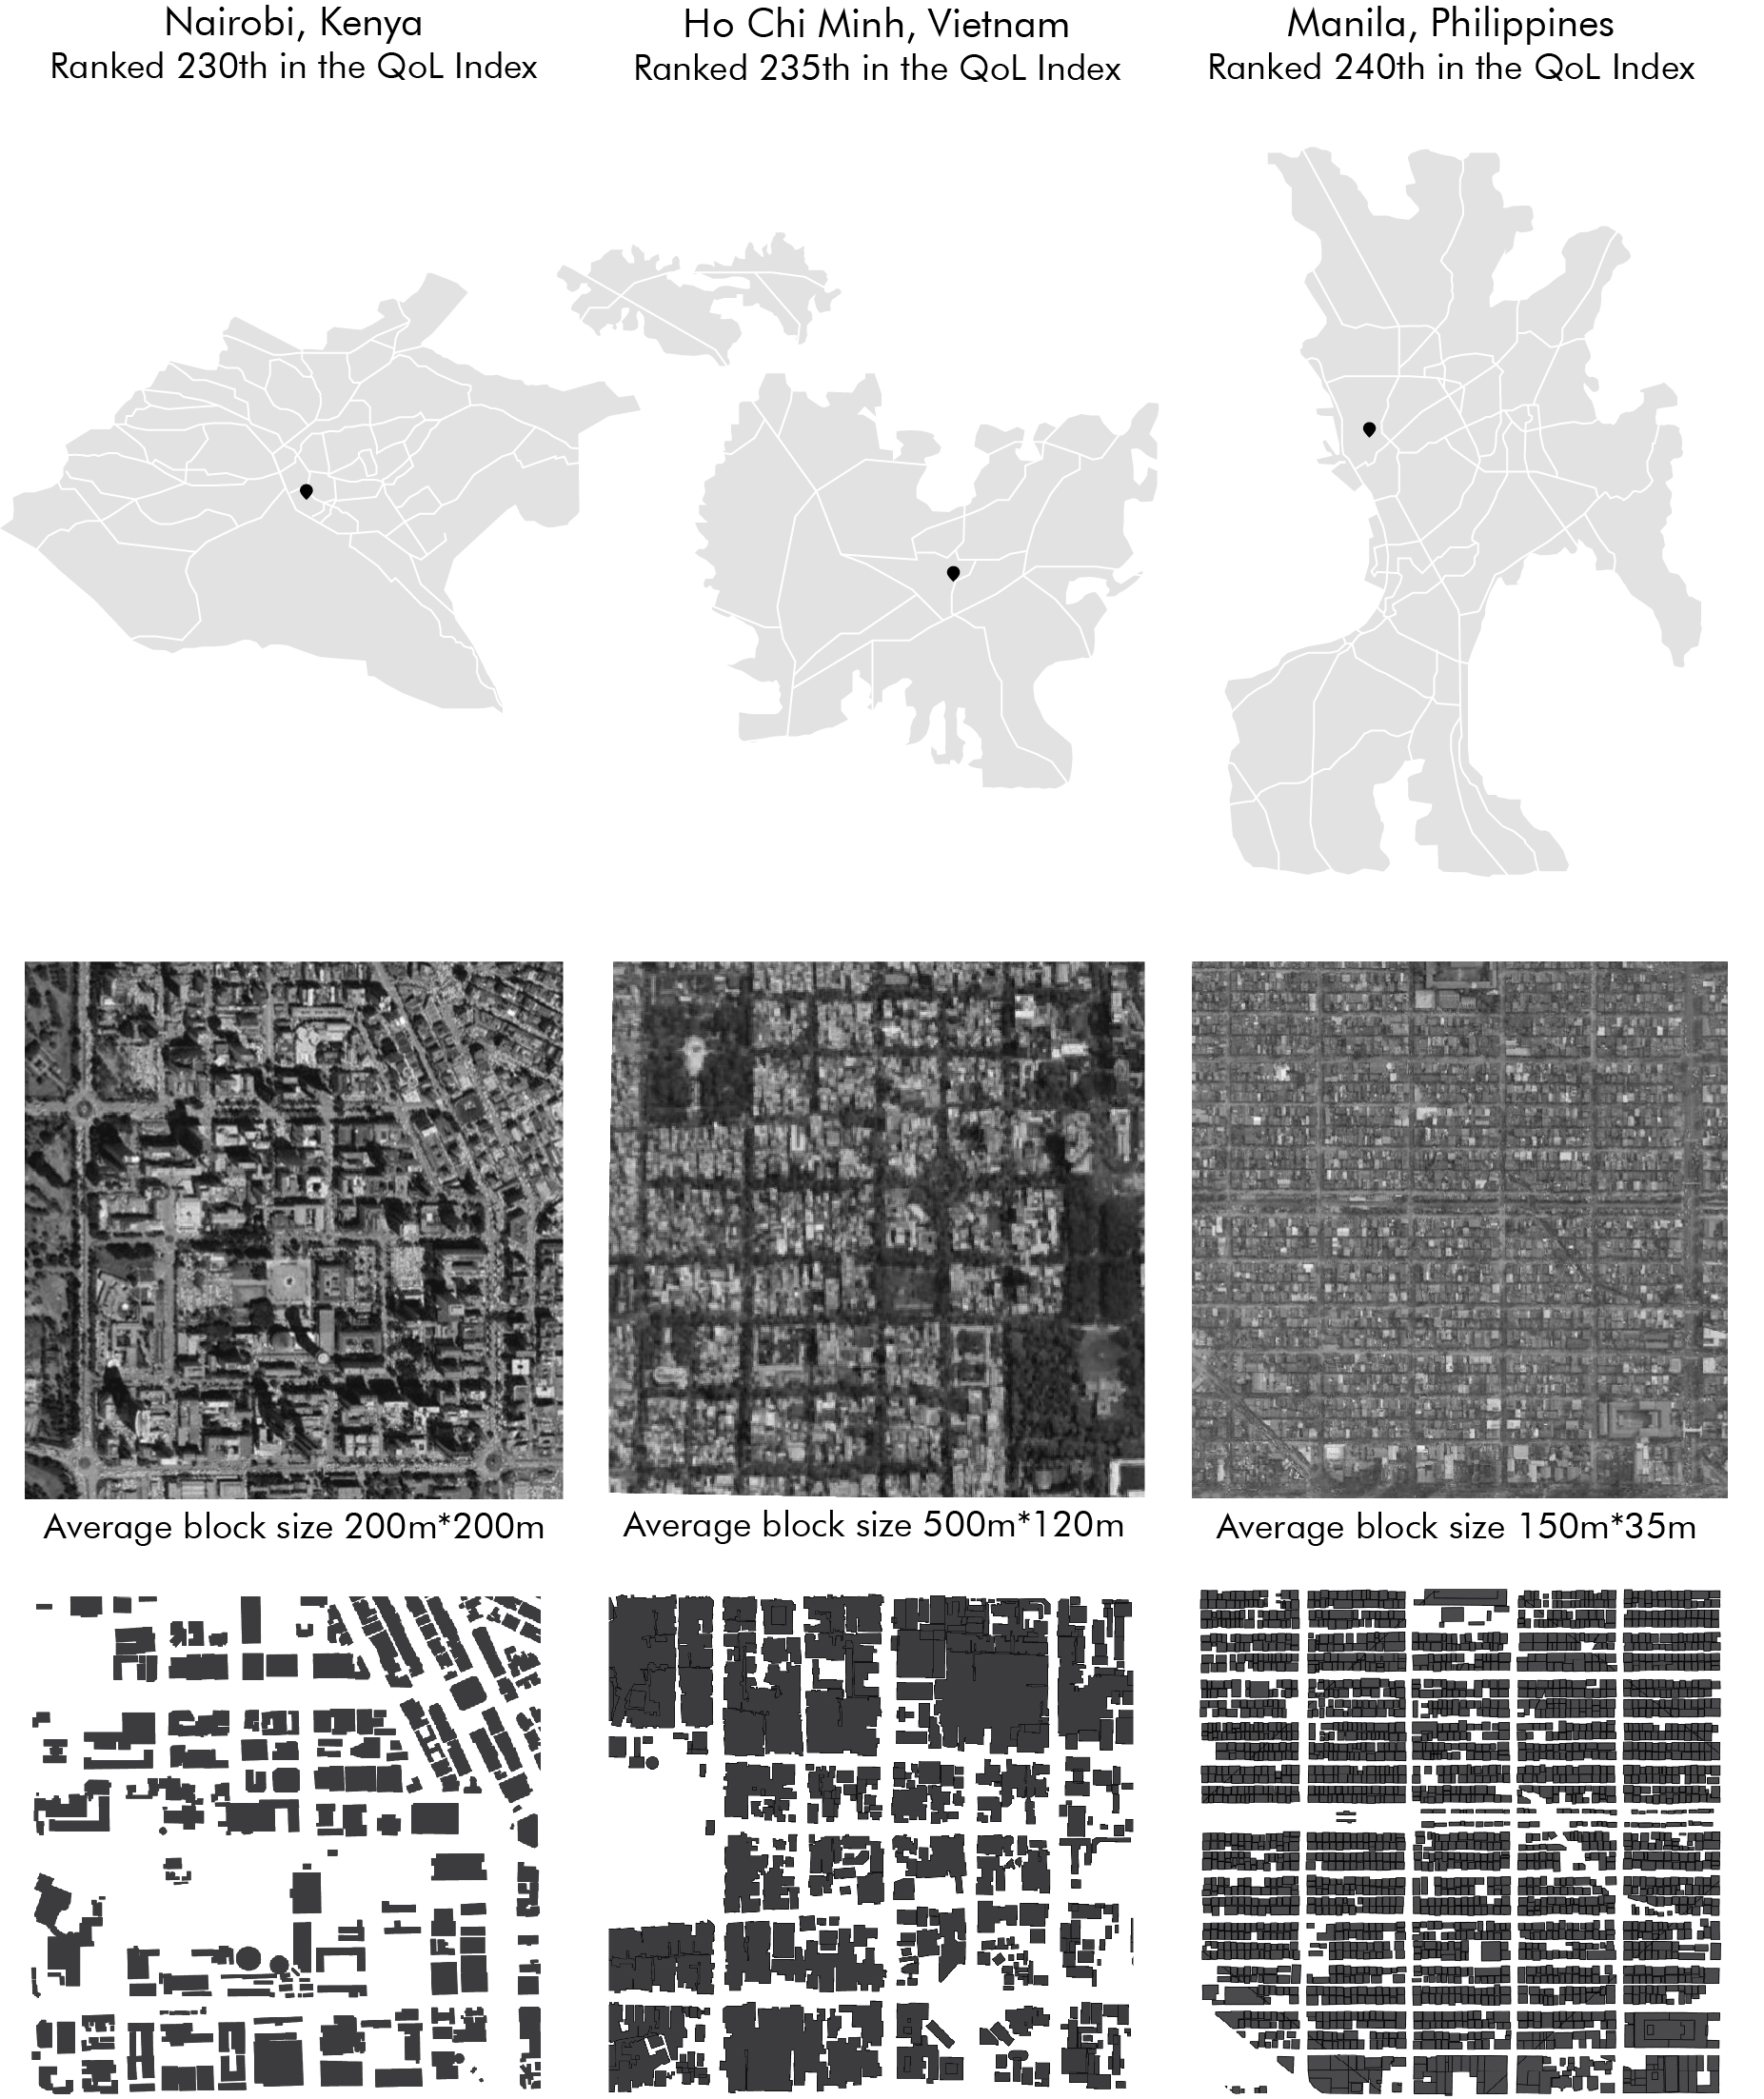 Nairobi, Kenya
Ranked 230th in the QoL Index
Ho Chi Minh, Vietnam
Ranked 235th in the QoL Index
Manila, Philippines
Ranked 240th in the QoL Index
Average block size 200m*200m
Average block size 500m*120m
Average block size 150m*35m